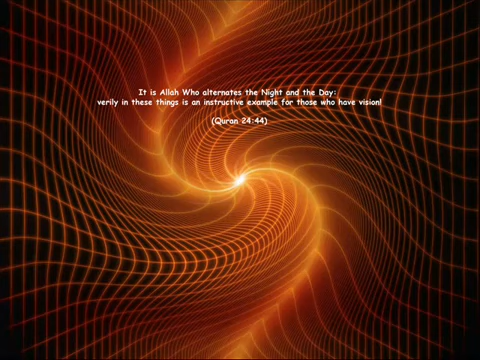 It is Allah Who alternates the Night and the Day:
verily in these things is an instructive example for those who have vision!
(Quran 24:44)